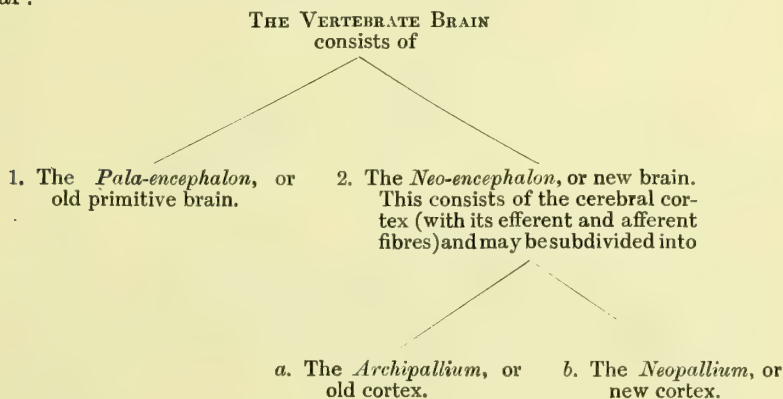 THE VERTEBRATE BRAIN
consists of
1. The Pala-encephalon, or
old primitive brain.
2. The Neo-encephalon, or new brain.
This consists of the cerebral cor-
tex (with its efferent and afferent
fibres) and may be subdivided into
a. The Archipallium, or
old cortex.
b. The Neopallium, or
new cortex.